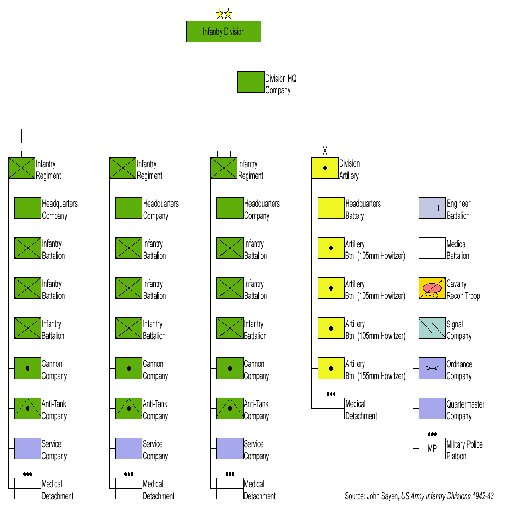 Infantry Division
Division HQ
Company
Infantry
Regiment
Headquarters
Company
Infantry
Battalion
Infantry
Battalion
Infantry
Battalion
Cannon
Company
Anti-Tank
Company
Service
Company
Medical
Detachment
Infantry
Regiment
Headquarters
Company
Infantry
Battalion
Infantry
Battalion
Infantry
Battalion
Cannon
Company
Anti-Tank
Company
Service
Company
Medical
Detachment
Infantry
Regiment
Headquarters
Company
Infantry
Battalion
Infantry
Battalion
Infantry
Battalion
Cannon
Company
Anti-Tank
Company
Service
Company
Medical
Detachment
Division
Artillery
Headquarters
Battery
Artillery
Btn (105mm Howitzer)
Artillery
Btn (105mm Howitzer)
Artillery
Btn (105mm Howitzer)
Artillery
Btn (155mm Howitzer)
Medical
Detachment
Engineer
Battalion
Medical
Battalion
Cavalry
Recon Troop
Signal
Company
Ordnance
Company
Quartermaster
Company
MP
Military Police
Platoon
Source: John Sayen, US Army Infantry Divisions 1942-43